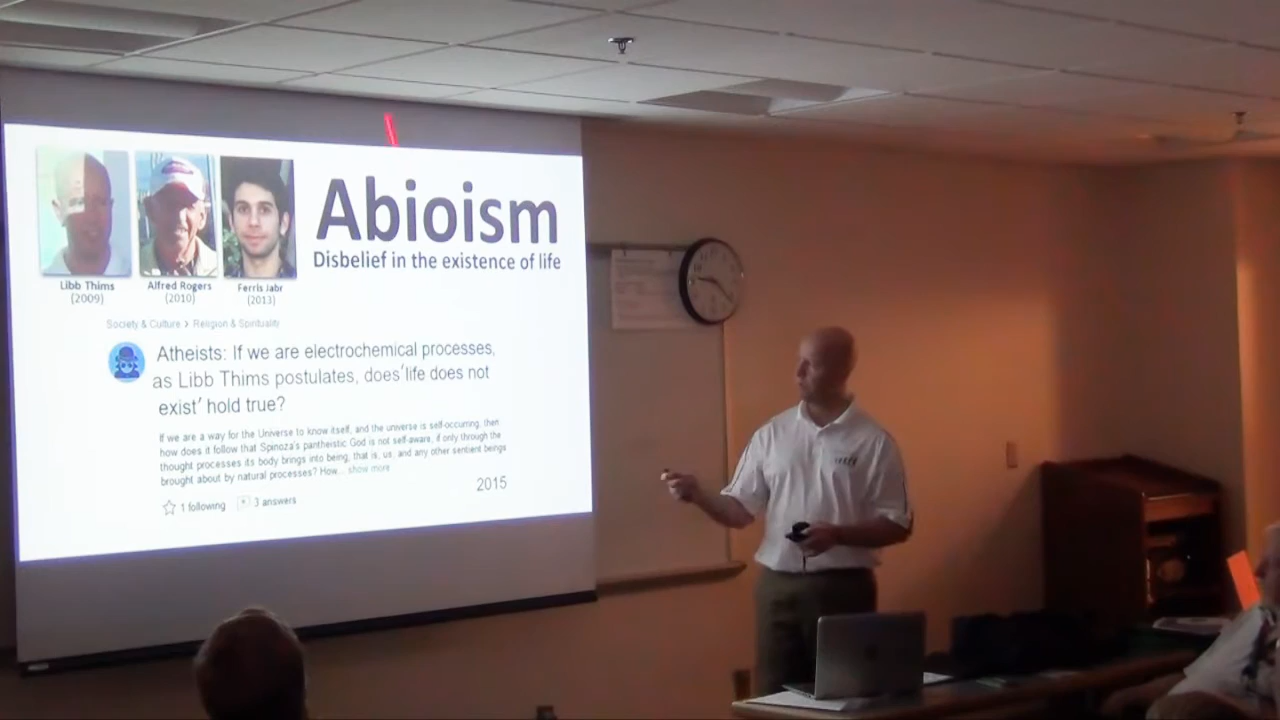 Abioism
Disbelief in the existence of life
Libb Thims
(2009)
Alfred Rogers
(2010)
Ferris Jabr
(2013)
Society & Culture > Religion & Spirituality
Atheists: If we are electrochemical processes,
as Libb Thims postulates, does 'life does not
exist' hold true?
If we are a way for the Universe to know itself, and the universe is self-occurring, then
how does it follow that Spinoza's pantheistic God is not self-aware, if only through the
thought processes its body brings into being, that is, us, and any other sentient beings
brought about by natural processes? How... show more
1 following
3 answers
2015